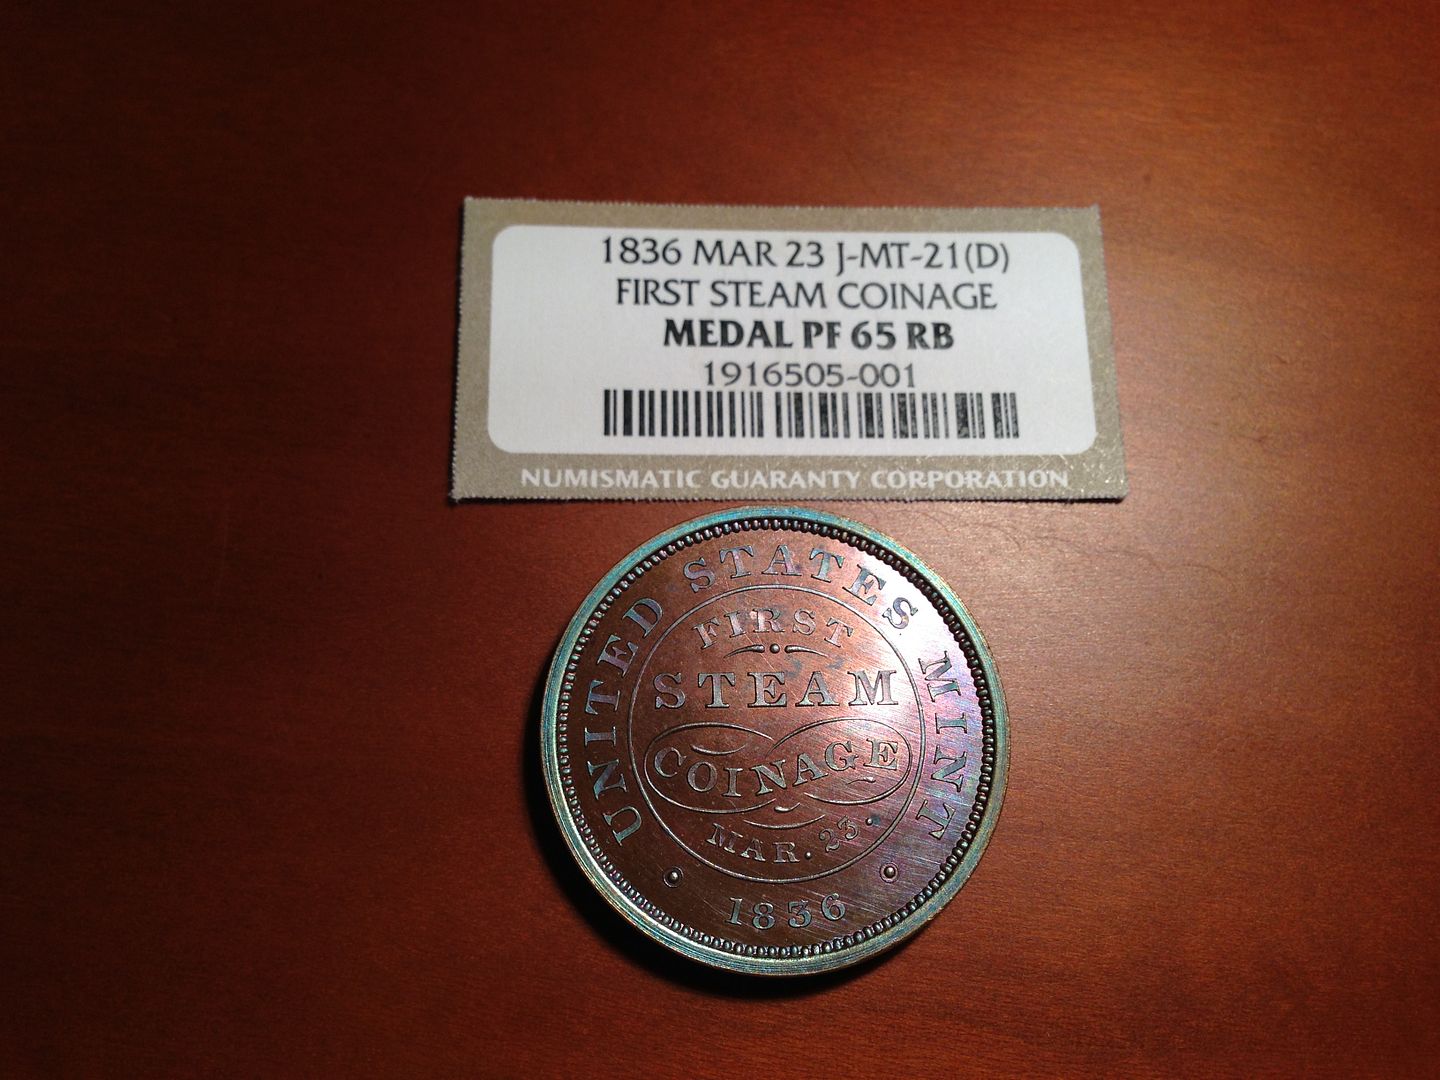 1836 MAR 23 J-MT-21(D)
FIRST STEAM COINAGE
MEDAL PF 65 RB
1916505-001
NUMISMATIC GUARANTY CORPORATION
UNITED STATES MINT
FIRST
STEAM
COINAGE
MAR. 23.
1836